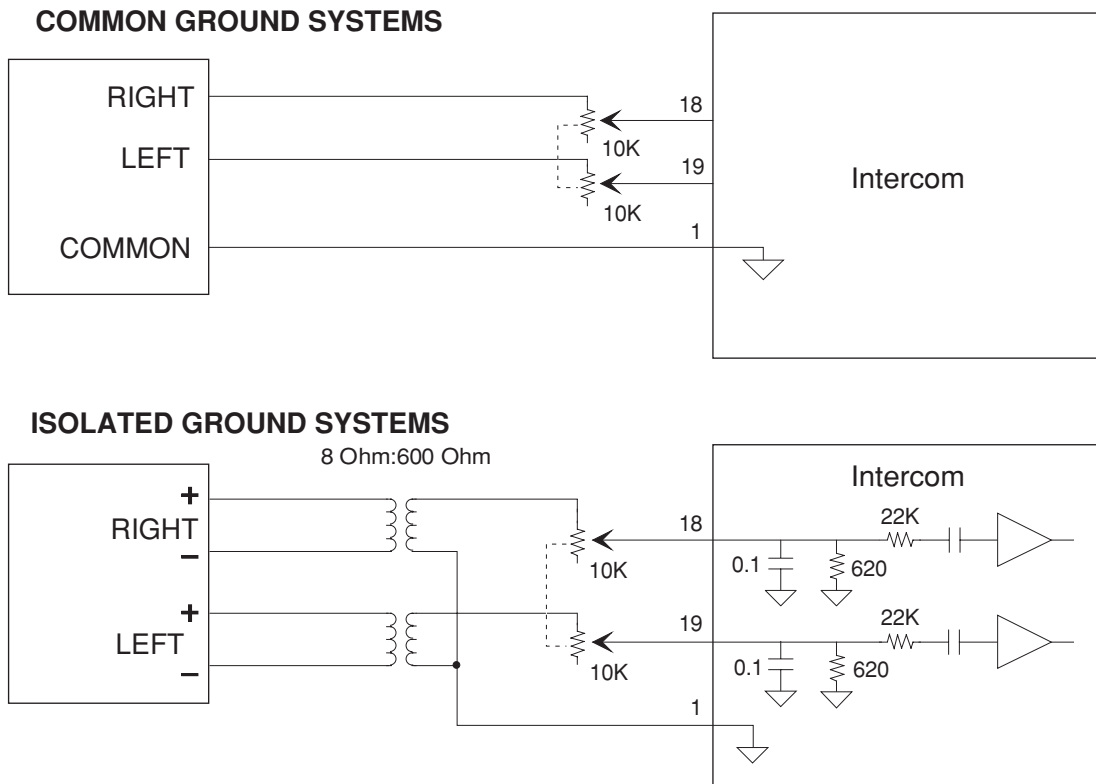 COMMON GROUND SYSTEMS
RIGHT
LEFT
COMMON
10K
10K
18
19
1
Intercom
ISOLATED GROUND SYSTEMS
8 Ohm:600 Ohm
+
RIGHT
–
+
LEFT
–
10K
10K
18
19
1
Intercom
22K
0.1
620
22K
0.1
620